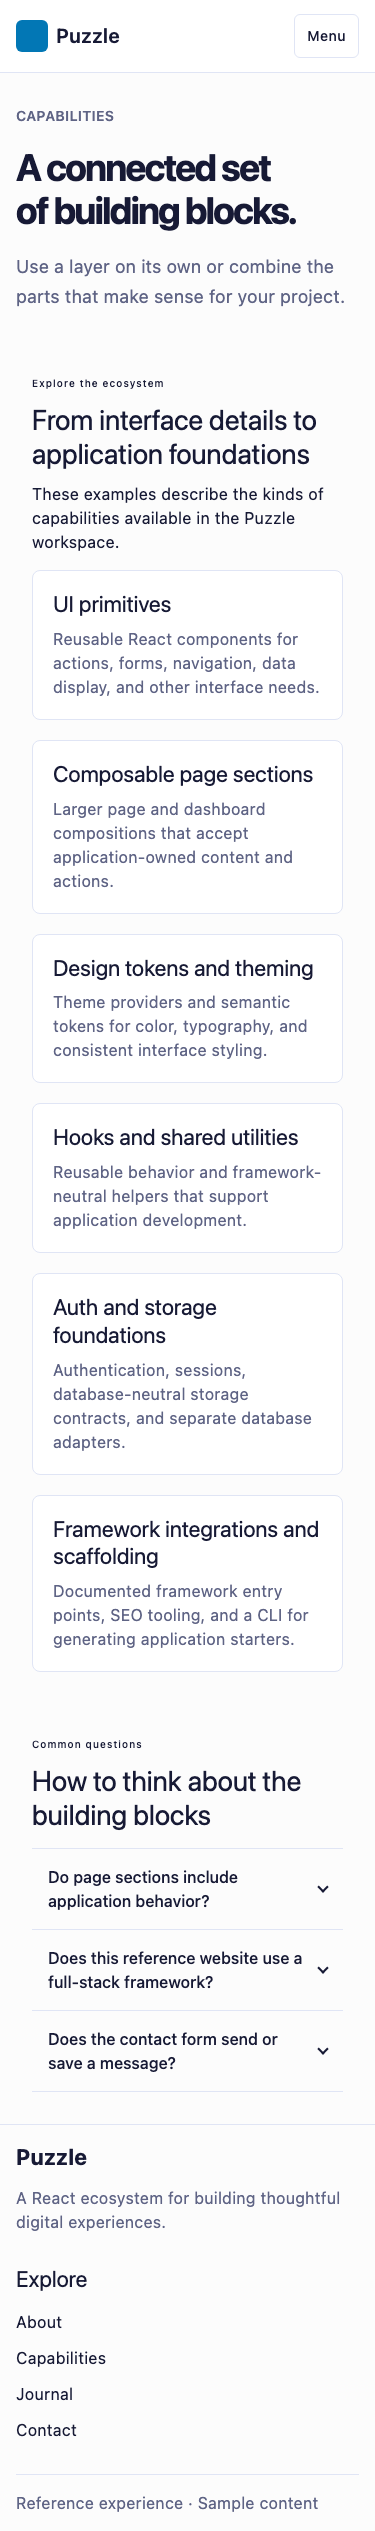 Puzzle
Menu
CAPABILITIES
A connected set
of building blocks.
Use a layer on its own or combine the
parts that make sense for your project.
Explore the ecosystem
From interface details to
application foundations
These examples describe the kinds of
capabilities available in the Puzzle
workspace.
UI primitives
Reusable React components for
actions, forms, navigation, data
display, and other interface needs.
Composable page sections
Larger page and dashboard
compositions that accept
application-owned content and
actions.
Design tokens and theming
Theme providers and semantic
tokens for color, typography, and
consistent interface styling.
Hooks and shared utilities
Reusable behavior and framework-
neutral helpers that support
application development.
Auth and storage
foundations
Authentication, sessions,
database-neutral storage
contracts, and separate database
adapters.
Framework integrations and
scaffolding
Documented framework entry
points, SEO tooling, and a CLI for
generating application starters.
Common questions
How to think about the
building blocks
Do page sections include
application behavior?
Does this reference website use a
full-stack framework?
Does the contact form send or
save a message?
Puzzle
A React ecosystem for building thoughtful
digital experiences.
Explore
About
Capabilities
Journal
Contact
Reference experience · Sample content